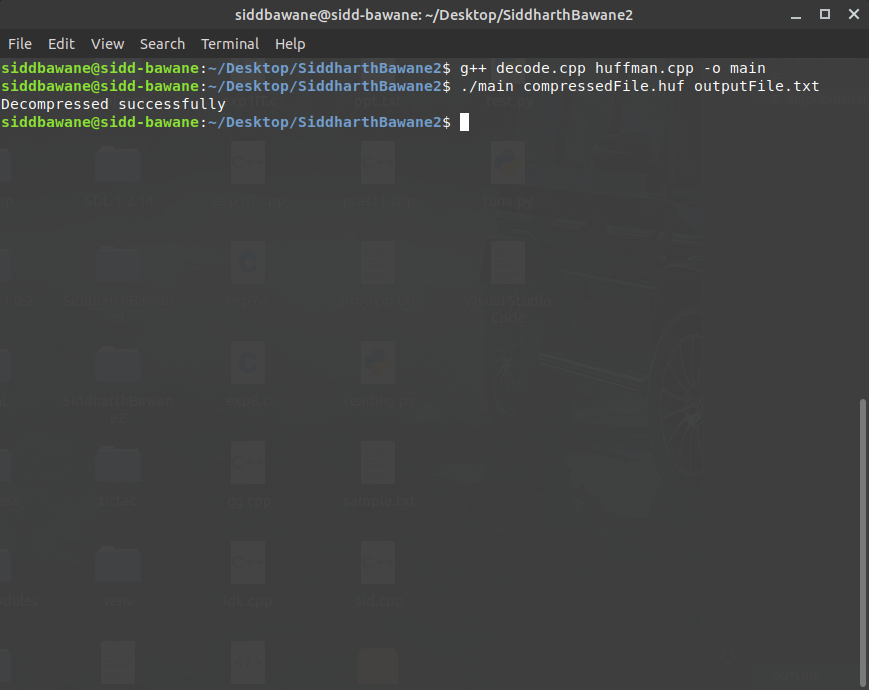 siddbawane@sidd-bawane: ~/Desktop/SiddharthBawane2
File Edit View Search Terminal Help
siddbawane@sidd-bawane:~/Desktop/SiddharthBawane2$ g++ decode.cpp huffman.cpp -o main
siddbawane@sidd-bawane:~/Desktop/SiddharthBawane2$ ./main compressedFile.huf outputFile.txt
Decompressed successfully
siddbawane@sidd-bawane:~/Desktop/SiddharthBawane2$
sample.txt